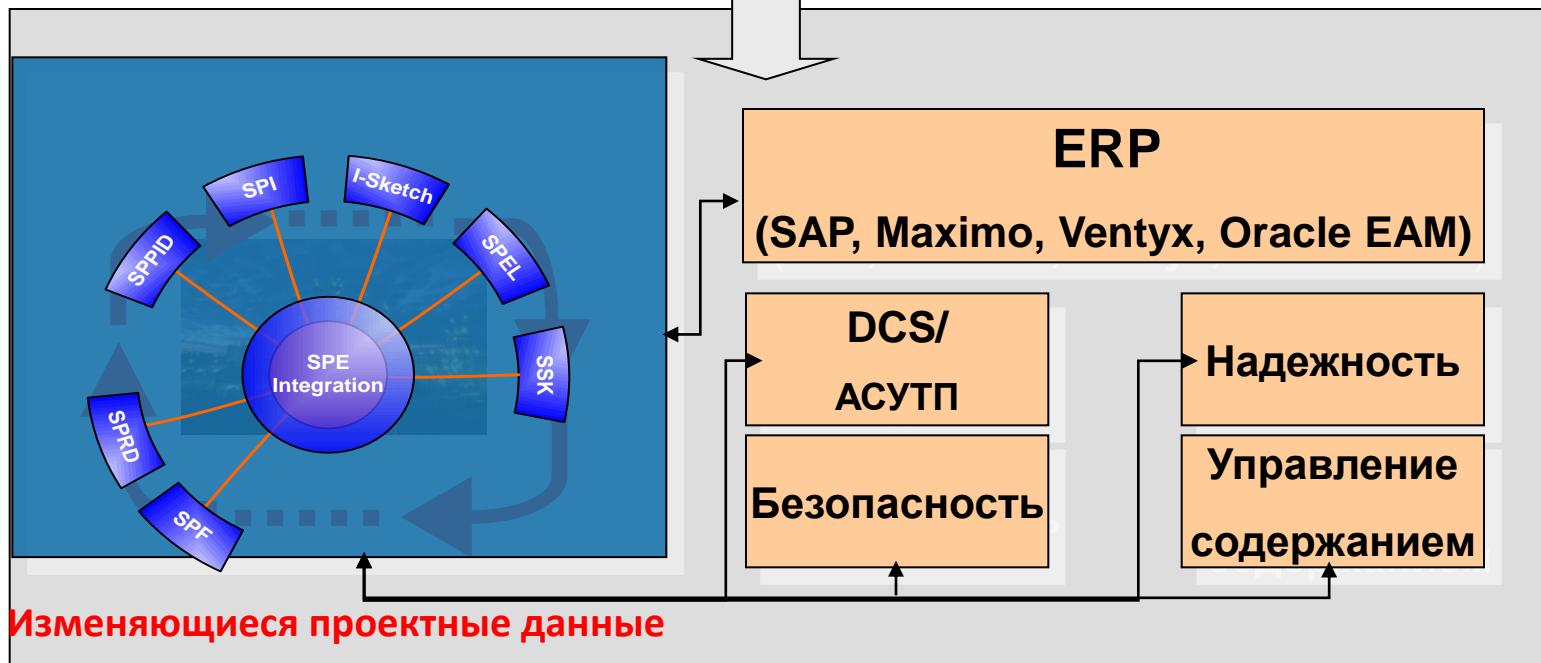 SPI
I-Sketch
SPPID
SPEL
SPE
Integration
SSK
SPRD
SPF
ERP
(SAP, Maximo, Ventyx, Oracle EAM)
DCS/
АСУТП
Надежность
Безопасность
Управление
содержанием
Изменяющиеся проектные данные